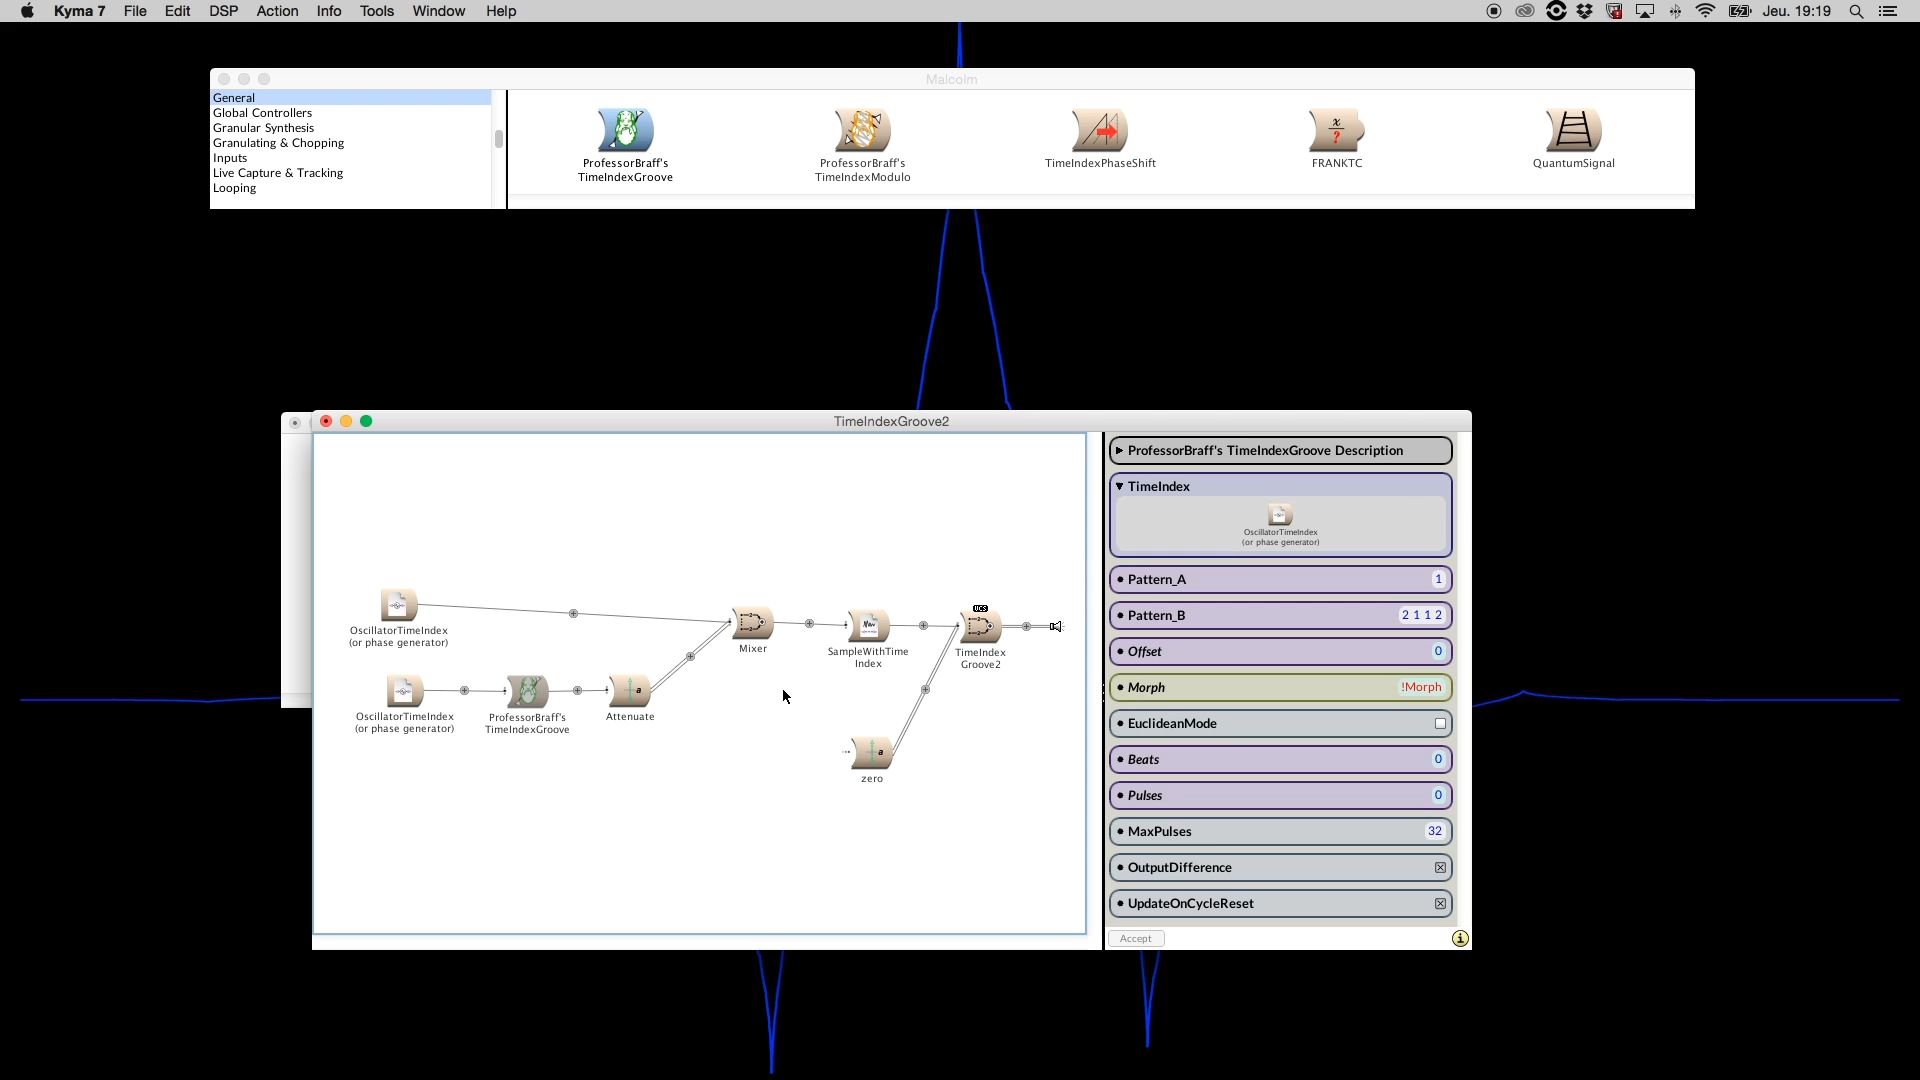 Kyma 7 File Edit DSP Action Info Tools Window Help Jeu. 19:19
Malcolm
General
Global Controllers
Granular Synthesis
Granulating & Chopping
Inputs
Live Capture & Tracking
Looping
ProfessorBraff's
TimeIndexGroove
ProfessorBraff's
TimeIndexModulo
TimeIndexPhaseShift
x
?
FRANKTC
QuantumSignal
TimeIndexGroove2
OscillatorTimeIndex
(or phase generator)
OscillatorTimeIndex
(or phase generator)
ProfessorBraff's
TimeIndexGroove
a
Attenuate
Mixer
SampleWithTime
Index
UCS
TimeIndex
Groove2
a
zero
ProfessorBraff's TimeIndexGroove Description
TimeIndex
OscillatorTimeIndex
(or phase generator)
Pattern_A 1
Pattern_B 2 1 1 2
Offset 0
Morph !Morph
EuclideanMode
Beats 0
Pulses 0
MaxPulses 32
OutputDifference
UpdateOnCycleReset
Accept
i